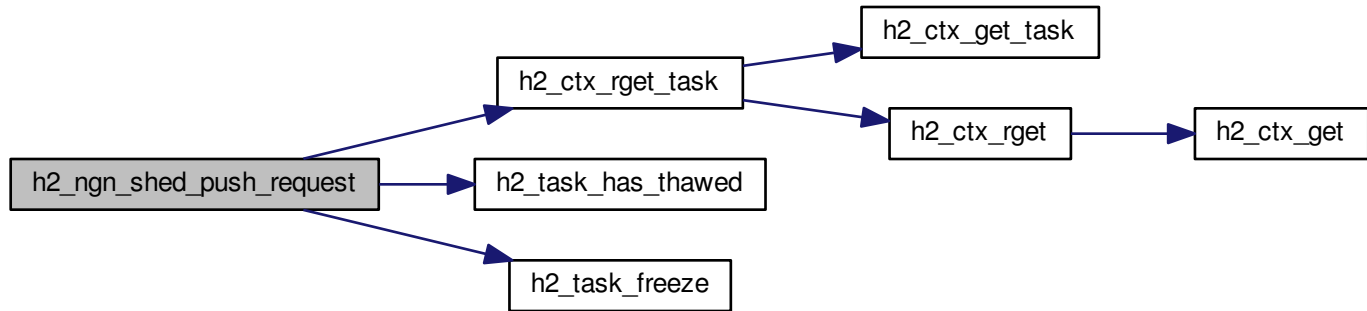 h2_ngn_shed_push_request
h2_ctx_rget_task
h2_ctx_get_task
h2_ctx_rget
h2_ctx_get
h2_task_has_thawed
h2_task_freeze